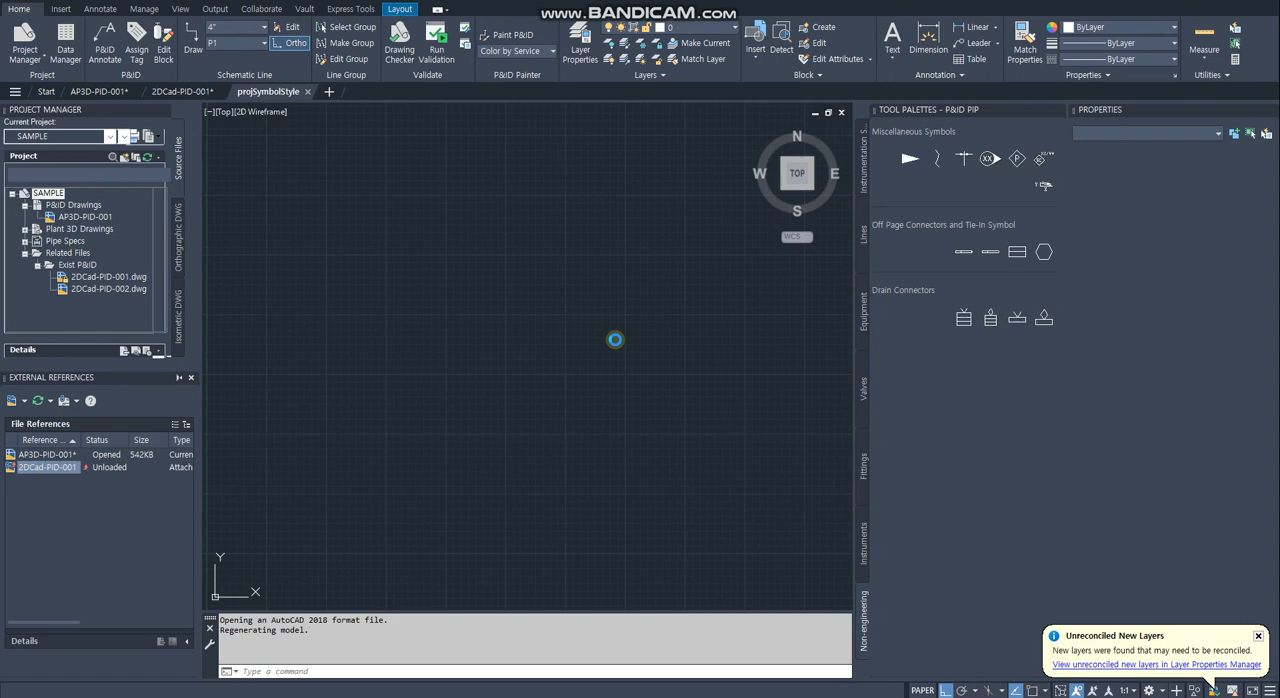 www.BANDICAM.com
Home Insert Annotate Manage View Output Collaborate Vault Express Tools Layout
Project Manager
Data Manager
P&ID Annotate
Assign Tag
Edit Block
Draw
4"
P1
Edit
Ortho
Select Group
Make Group
Edit Group
Drawing Checker
Run Validation
Paint P&ID
Color by Service
Layer Properties
0
Make Current
Match Layer
Insert
Detect
Create
Edit
Edit Attributes
Text
Dimension
Linear
Leader
Table
Match Properties
ByLayer
ByLayer
ByLayer
Measure
Project P&ID Schematic Line Line Group Validate P&ID Painter Layers Block Annotation Properties Utilities
Start AP3D-PID-001* 2DCad-PID-001* projSymbolStyle
PROJECT MANAGER
Current Project:
SAMPLE
Project
SAMPLE
P&ID Drawings
AP3D-PID-001
Plant 3D Drawings
Pipe Specs
Related Files
Exist P&ID
2DCad-PID-001.dwg
2DCad-PID-002.dwg
Source Files
Orthographic DWG
Isometric DWG
Details
EXTERNAL REFERENCES
File References
Reference ... Status Size Type
AP3D-PID-001* Opened 542KB Curren
2DCad-PID-001 Unloaded Attach
Details
[−][Top][2D Wireframe]
N
W TOP E
S
WCS
Y
X
Opening an AutoCAD 2018 format file.
Regenerating model.
Type a command
TOOL PALETTES - P&ID PIP
Miscellaneous Symbols
XX
P
Off Page Connectors and Tie-In Symbol
Drain Connectors
Instrumentation S...
Lines
Equipment
Valves
Fittings
Instruments
Non-engineering
PROPERTIES
Unreconciled New Layers
New layers were found that may need to be reconciled.
View unreconciled new layers in Layer Properties Manager
PAPER
1:1